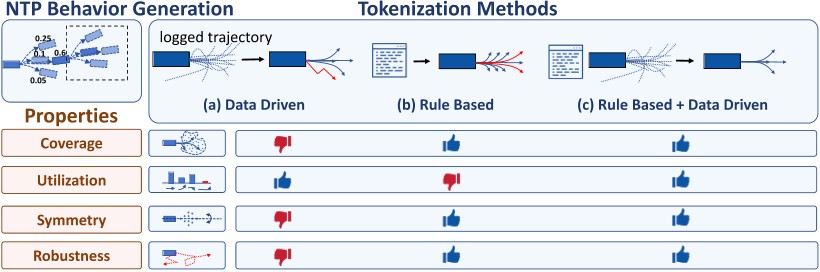 NTP Behavior Generation
Tokenization Methods
0.25
0.1
0.6
0.05
logged trajectory
(a) Data Driven
(b) Rule Based
(c) Rule Based + Data Driven
Properties
Coverage
Utilization
Symmetry
Robustness